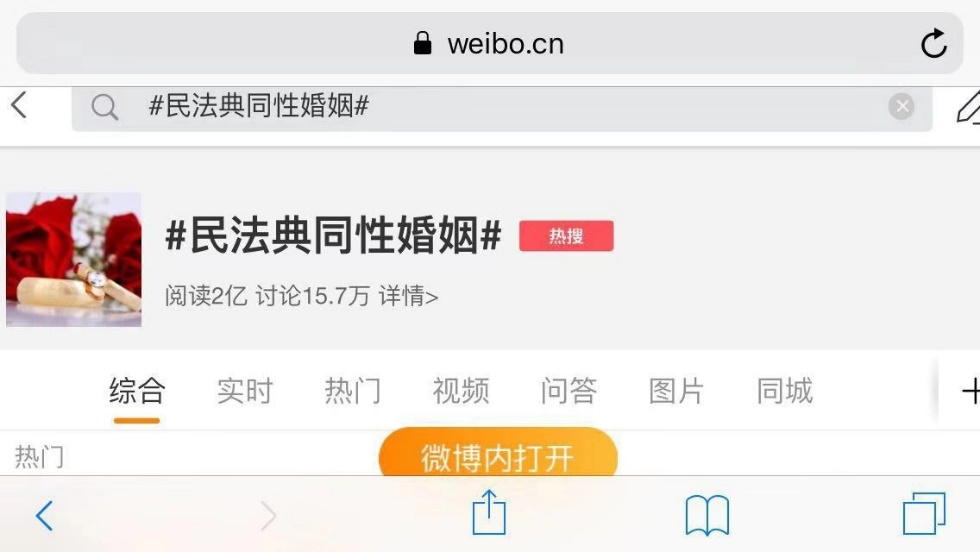 weibo.cn
#民法典同性婚姻#
#民法典同性婚姻# 热搜
阅读2亿 讨论15.7万 详情>
综合 实时 热门 视频 问答 图片 同城
热门
微博内打开